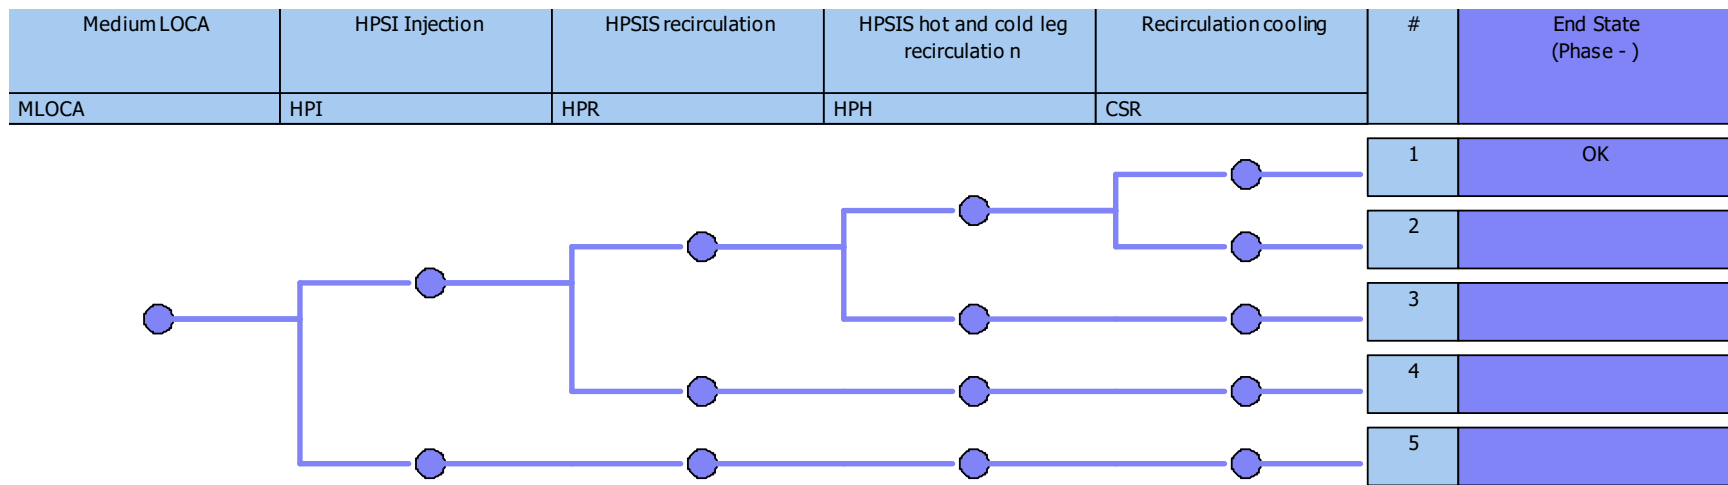 Medium LOCA
HPSI Injection
HPSIS recirculation
HPSIS hot and cold leg
recirculatio n
Recirculation cooling
#
End State
(Phase - )
MLOCA
HPI
HPR
HPH
CSR
1
OK
2
3
4
5